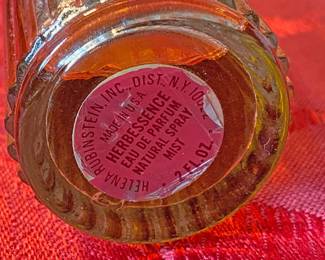 HELENA RUBINSTEIN, INC., DIST. N.Y.
MADE IN U.S.A.
HERBESSENCE
EAU DE PARFUM
NATURAL SPRAY
MIST
2 FL OZ